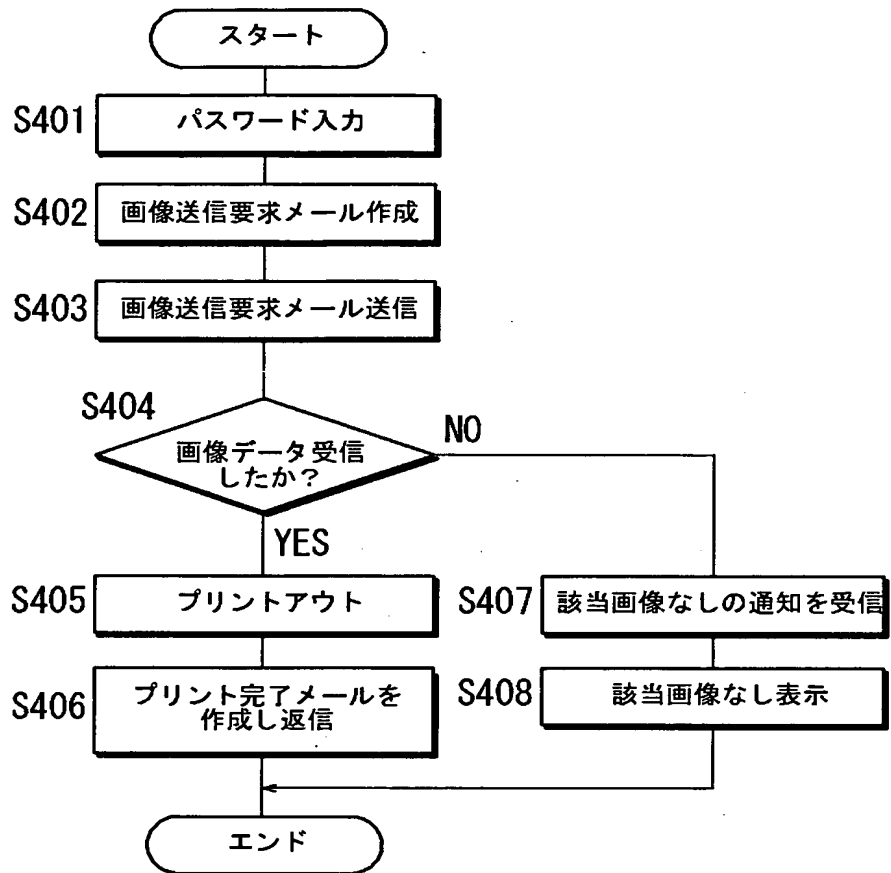 スタート
S401
パスワード入力
S402
画像送信要求メール作成
S403
画像送信要求メール送信
S404
画像データ受信
したか？
NO
YES
S405
プリントアウト
S407
該当画像なしの通知を受信
S406
プリント完了メールを
作成し返信
S408
該当画像なし表示
エンド